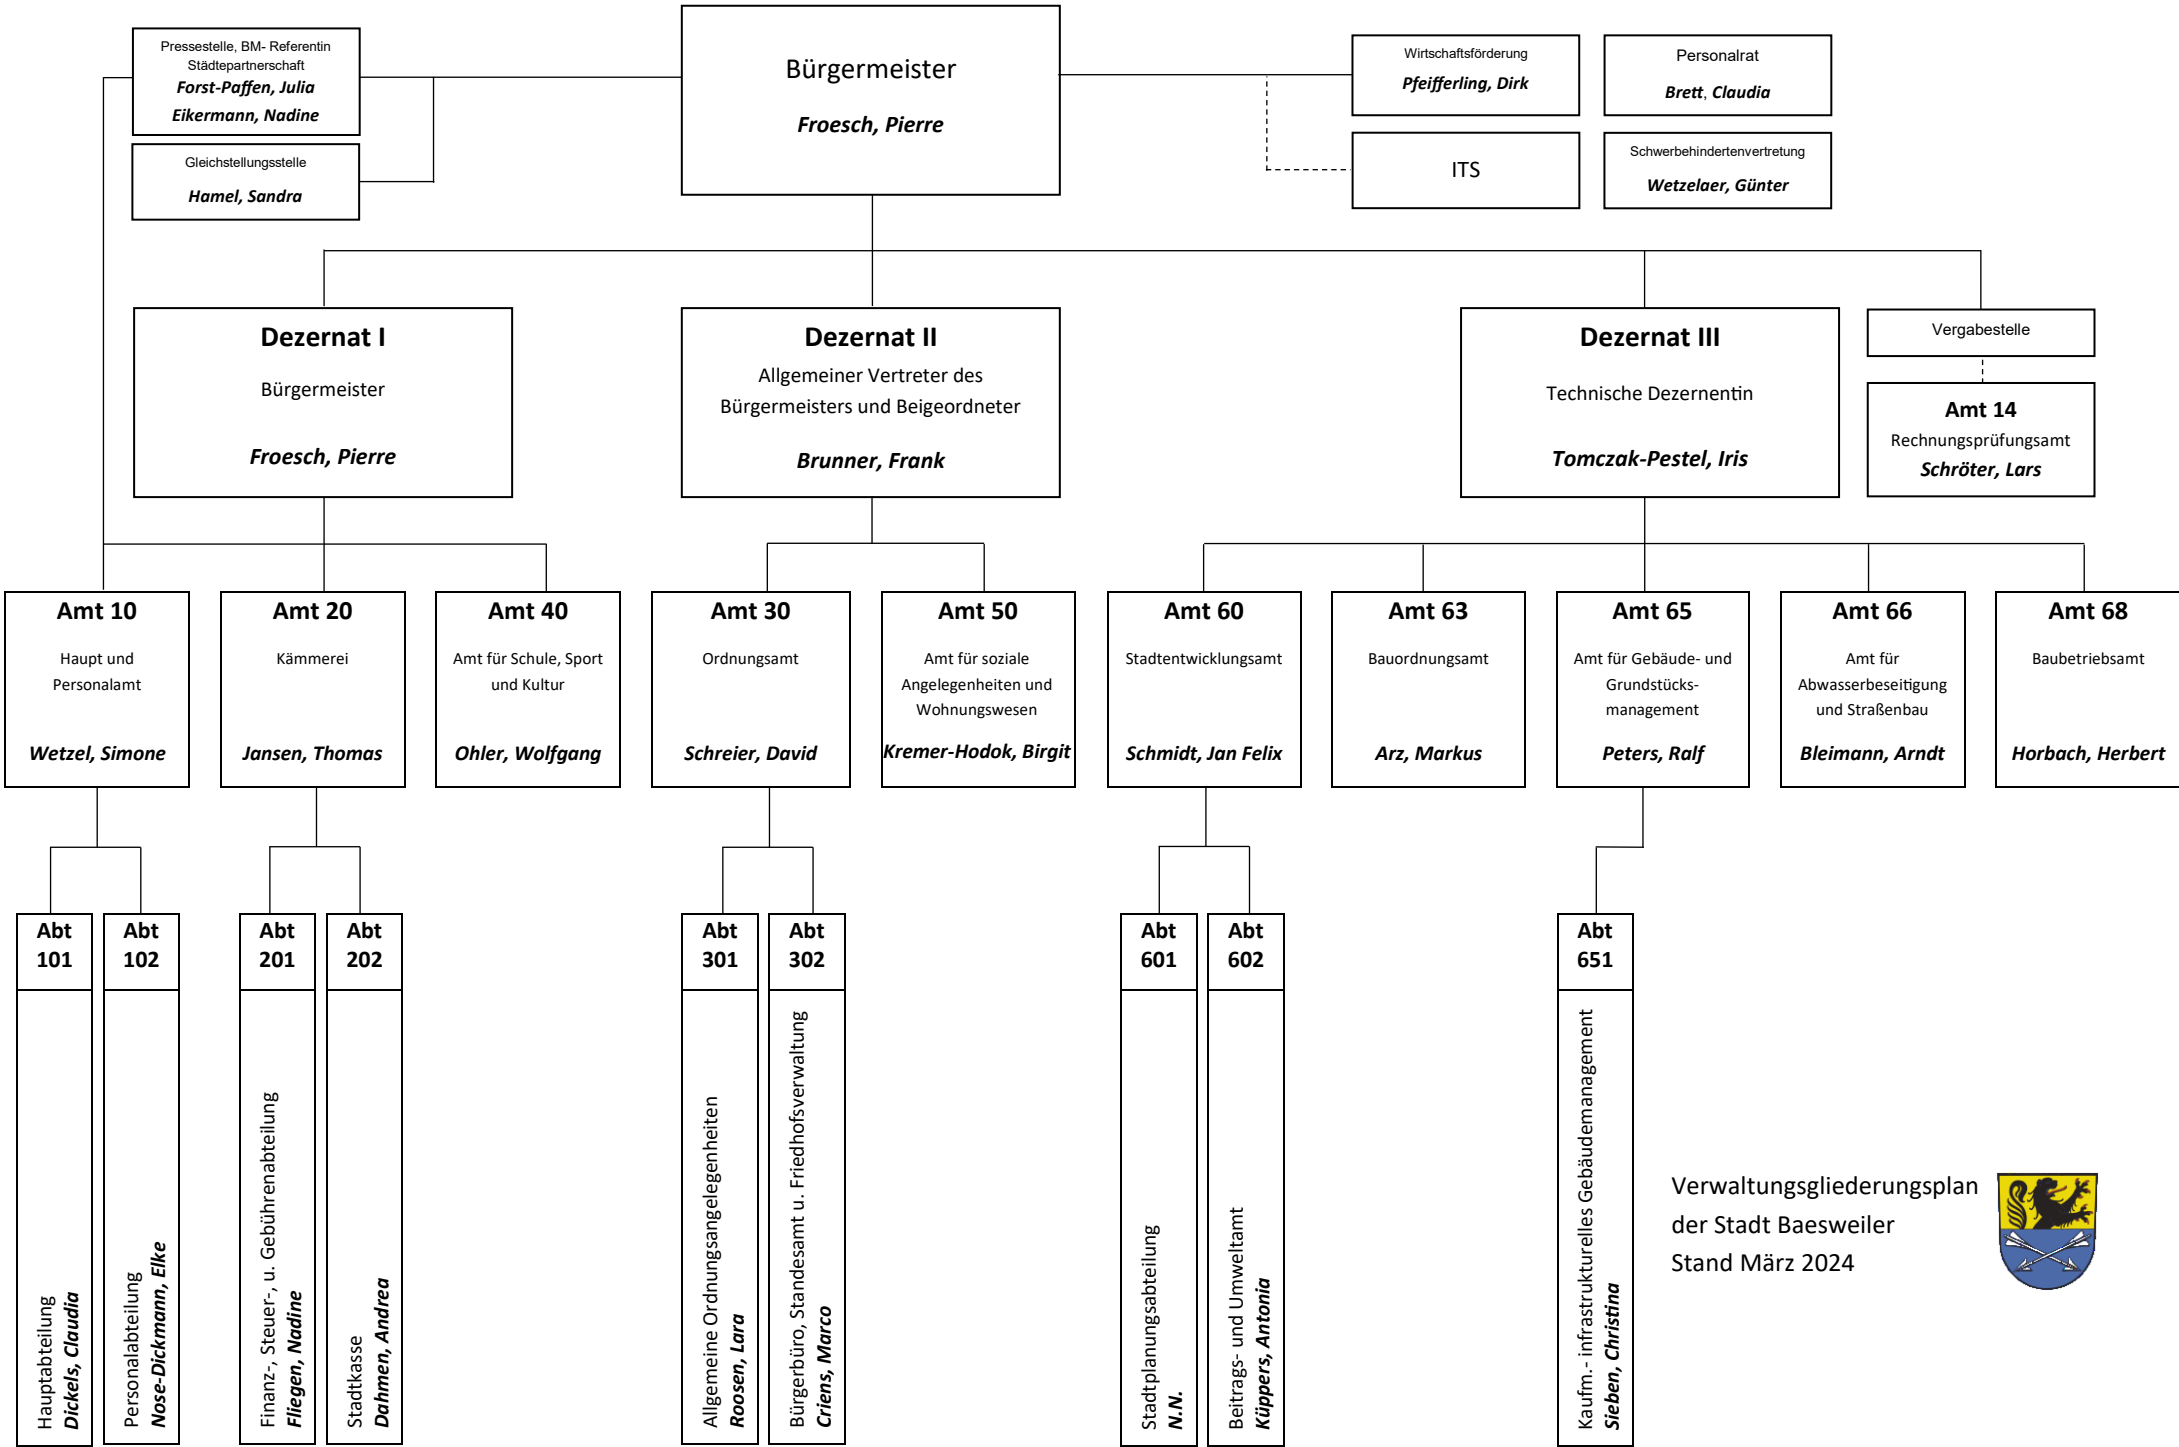 Pressestelle, BM- Referentin
Städtepartnerschaft
Forst-Paffen, Julia
Eikermann, Nadine
Gleichstellungsstelle
Hamel, Sandra
Bürgermeister
Froesch, Pierre
Wirtschaftsförderung
Pfeifferling, Dirk
ITS
Personalrat
Brett, Claudia
Schwerbehindertenvertretung
Wetzelaer, Günter
Dezernat I
Bürgermeister
Froesch, Pierre
Dezernat II
Allgemeiner Vertreter des
Bürgermeisters und Beigeordneter
Brunner, Frank
Dezernat III
Technische Dezernentin
Tomczak-Pestel, Iris
Vergabestelle
Amt 14
Rechnungsprüfungsamt
Schröter, Lars
Amt 10
Haupt und
Personalamt
Wetzel, Simone
Amt 20
Kämmerei
Jansen, Thomas
Amt 40
Amt für Schule, Sport
und Kultur
Ohler, Wolfgang
Amt 30
Ordnungsamt
Schreier, David
Amt 50
Amt für soziale
Angelegenheiten und
Wohnungswesen
Kremer-Hodok, Birgit
Amt 60
Stadtentwicklungsamt
Schmidt, Jan Felix
Amt 63
Bauordnungsamt
Arz, Markus
Amt 65
Amt für Gebäude- und
Grundstücks-
management
Peters, Ralf
Amt 66
Amt für
Abwasserbeseitigung
und Straßenbau
Bleimann, Arndt
Amt 68
Baubetriebsamt
Horbach, Herbert
Abt
101
Hauptabteilung
Dickels, Claudia
Abt
102
Personalabteilung
Nose-Dickmann, Elke
Abt
201
Finanz-, Steuer-, u. Gebührenabteilung
Fliegen, Nadine
Abt
202
Stadtkasse
Dahmen, Andrea
Abt
301
Allgemeine Ordnungsangelegenheiten
Roosen, Lara
Abt
302
Bürgerbüro, Standesamt u. Friedhofsverwaltung
Criens, Marco
Abt
601
Stadtplanungsabteilung
N.N.
Abt
602
Beitrags- und Umweltamt
Küppers, Antonia
Abt
651
Kaufm.- infrastrukturelles Gebäudemanagement
Sieben, Christina
Verwaltungsgliederungsplan
der Stadt Baesweiler
Stand März 2024